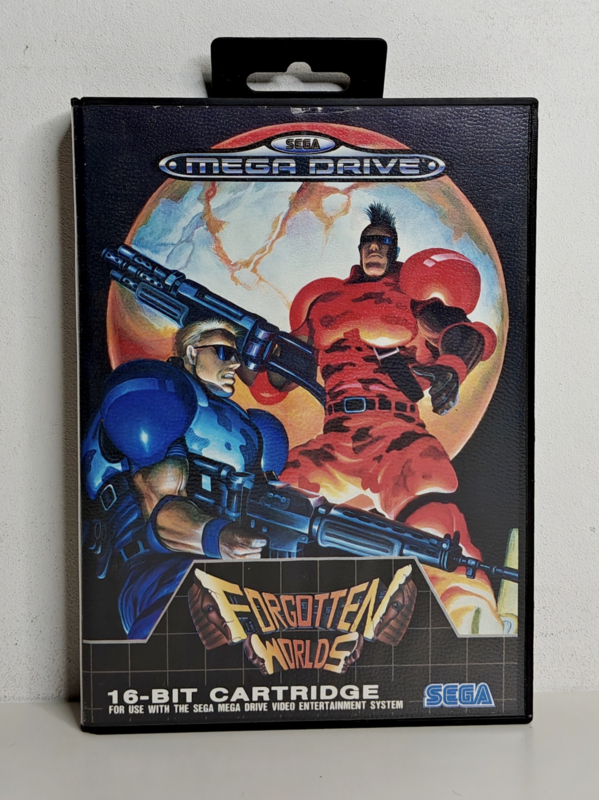 SEGA
MEGA DRIVE
FORGOTTEN
WORLDS
16-BIT CARTRIDGE
FOR USE WITH THE SEGA MEGA DRIVE VIDEO ENTERTAINMENT SYSTEM
SEGA